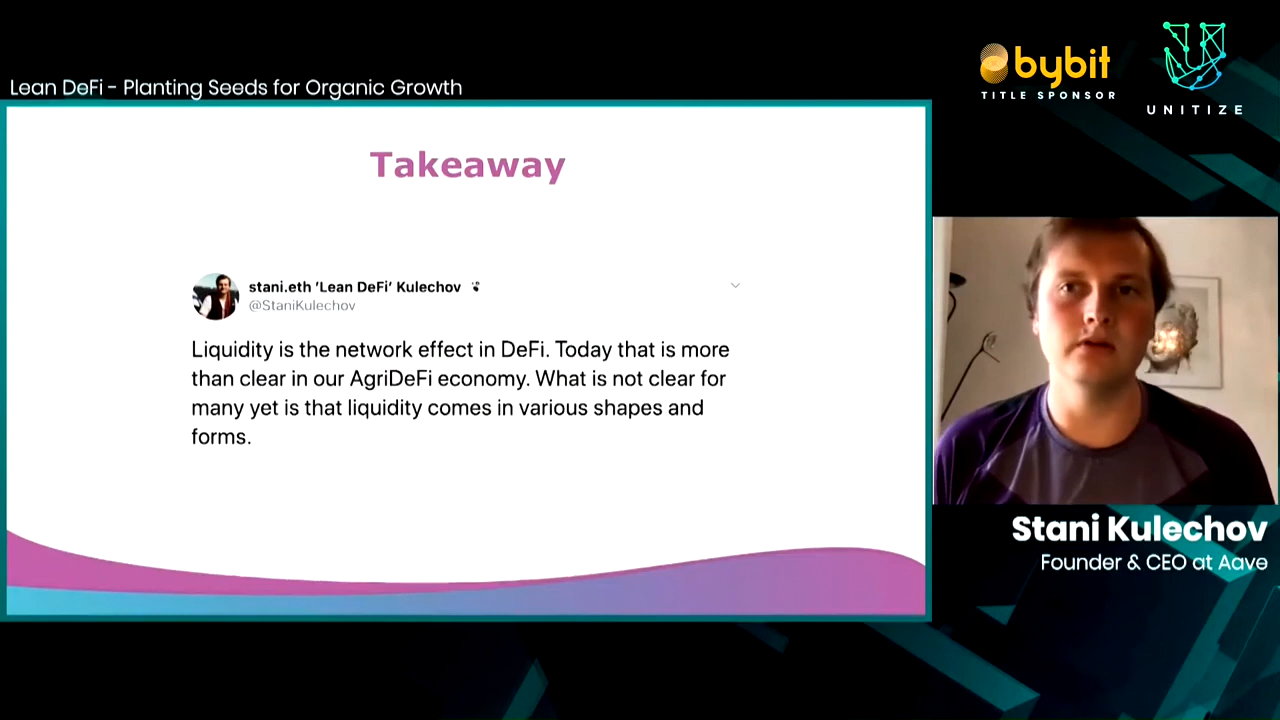 Lean DeFi - Planting Seeds for Organic Growth
bybit
TITLE SPONSOR
UNITIZE
Takeaway
stani.eth 'Lean DeFi' Kulechov
@StaniKulechov
Liquidity is the network effect in DeFi. Today that is more
than clear in our AgriDeFi economy. What is not clear for
many yet is that liquidity comes in various shapes and
forms.
Stani Kulechov
Founder & CEO at Aave